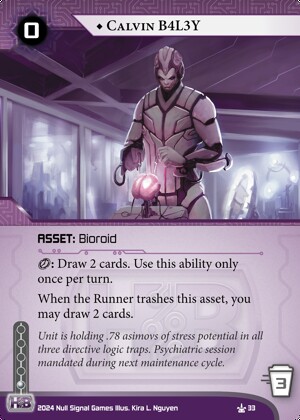 0
◆ Calvin B4L3Y
ASSET: Bioroid
: Draw 2 cards. Use this ability only
once per turn.
When the Runner trashes this asset, you
may draw 2 cards.
Unit is holding .78 asimovs of stress potential in all
three directive logic traps. Psychiatric session
mandated during next maintenance cycle.
3
HB
2024 Null Signal Games Illus. Kira L. Nguyen
33